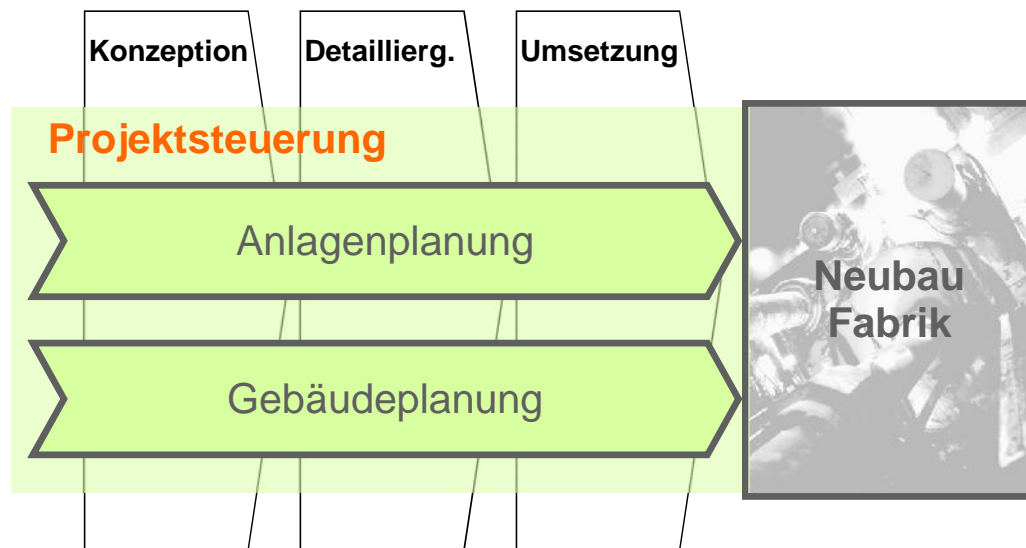 Konzeption
Detaillierg.
Umsetzung
Projektsteuerung
Anlagenplanung
Gebäudeplanung
Neubau
Fabrik